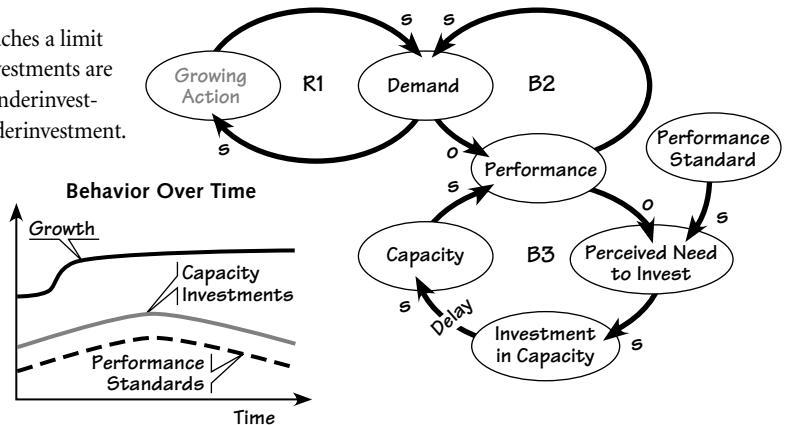 aches a limit
vestments are
nderinvest-
derinvestment.
Growing
Action
R1
Demand
B2
s
s
s
s
o
Performance
Performance
Standard
s
o
s
Capacity
B3
Perceived Need
to Invest
s
Delay
Investment
in Capacity
s
Behavior Over Time
Growth
Capacity
Investments
Performance
Standards
Time